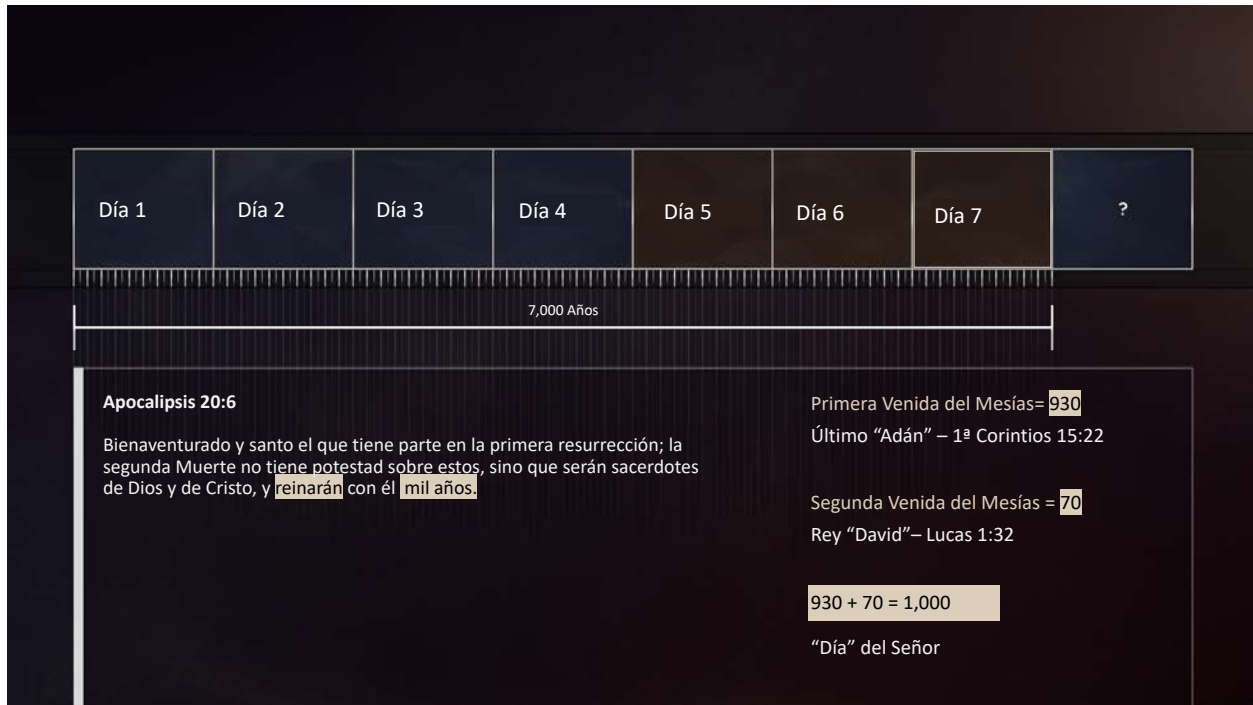 Día 1
Día 2
Día 3
Día 4
Día 5
Día 6
Día 7
?
7,000 Años
Apocalipsis 20:6
Bienaventurado y santo el que tiene parte en la primera resurrección; la
segunda Muerte no tiene potestad sobre estos, sino que serán sacerdotes
de Dios y de Cristo, y reinarán con él mil años.
Primera Venida del Mesías= 930
Último “Adán” – 1ª Corintios 15:22
Segunda Venida del Mesías = 70
Rey “David”– Lucas 1:32
930 + 70 = 1,000
“Día” del Señor